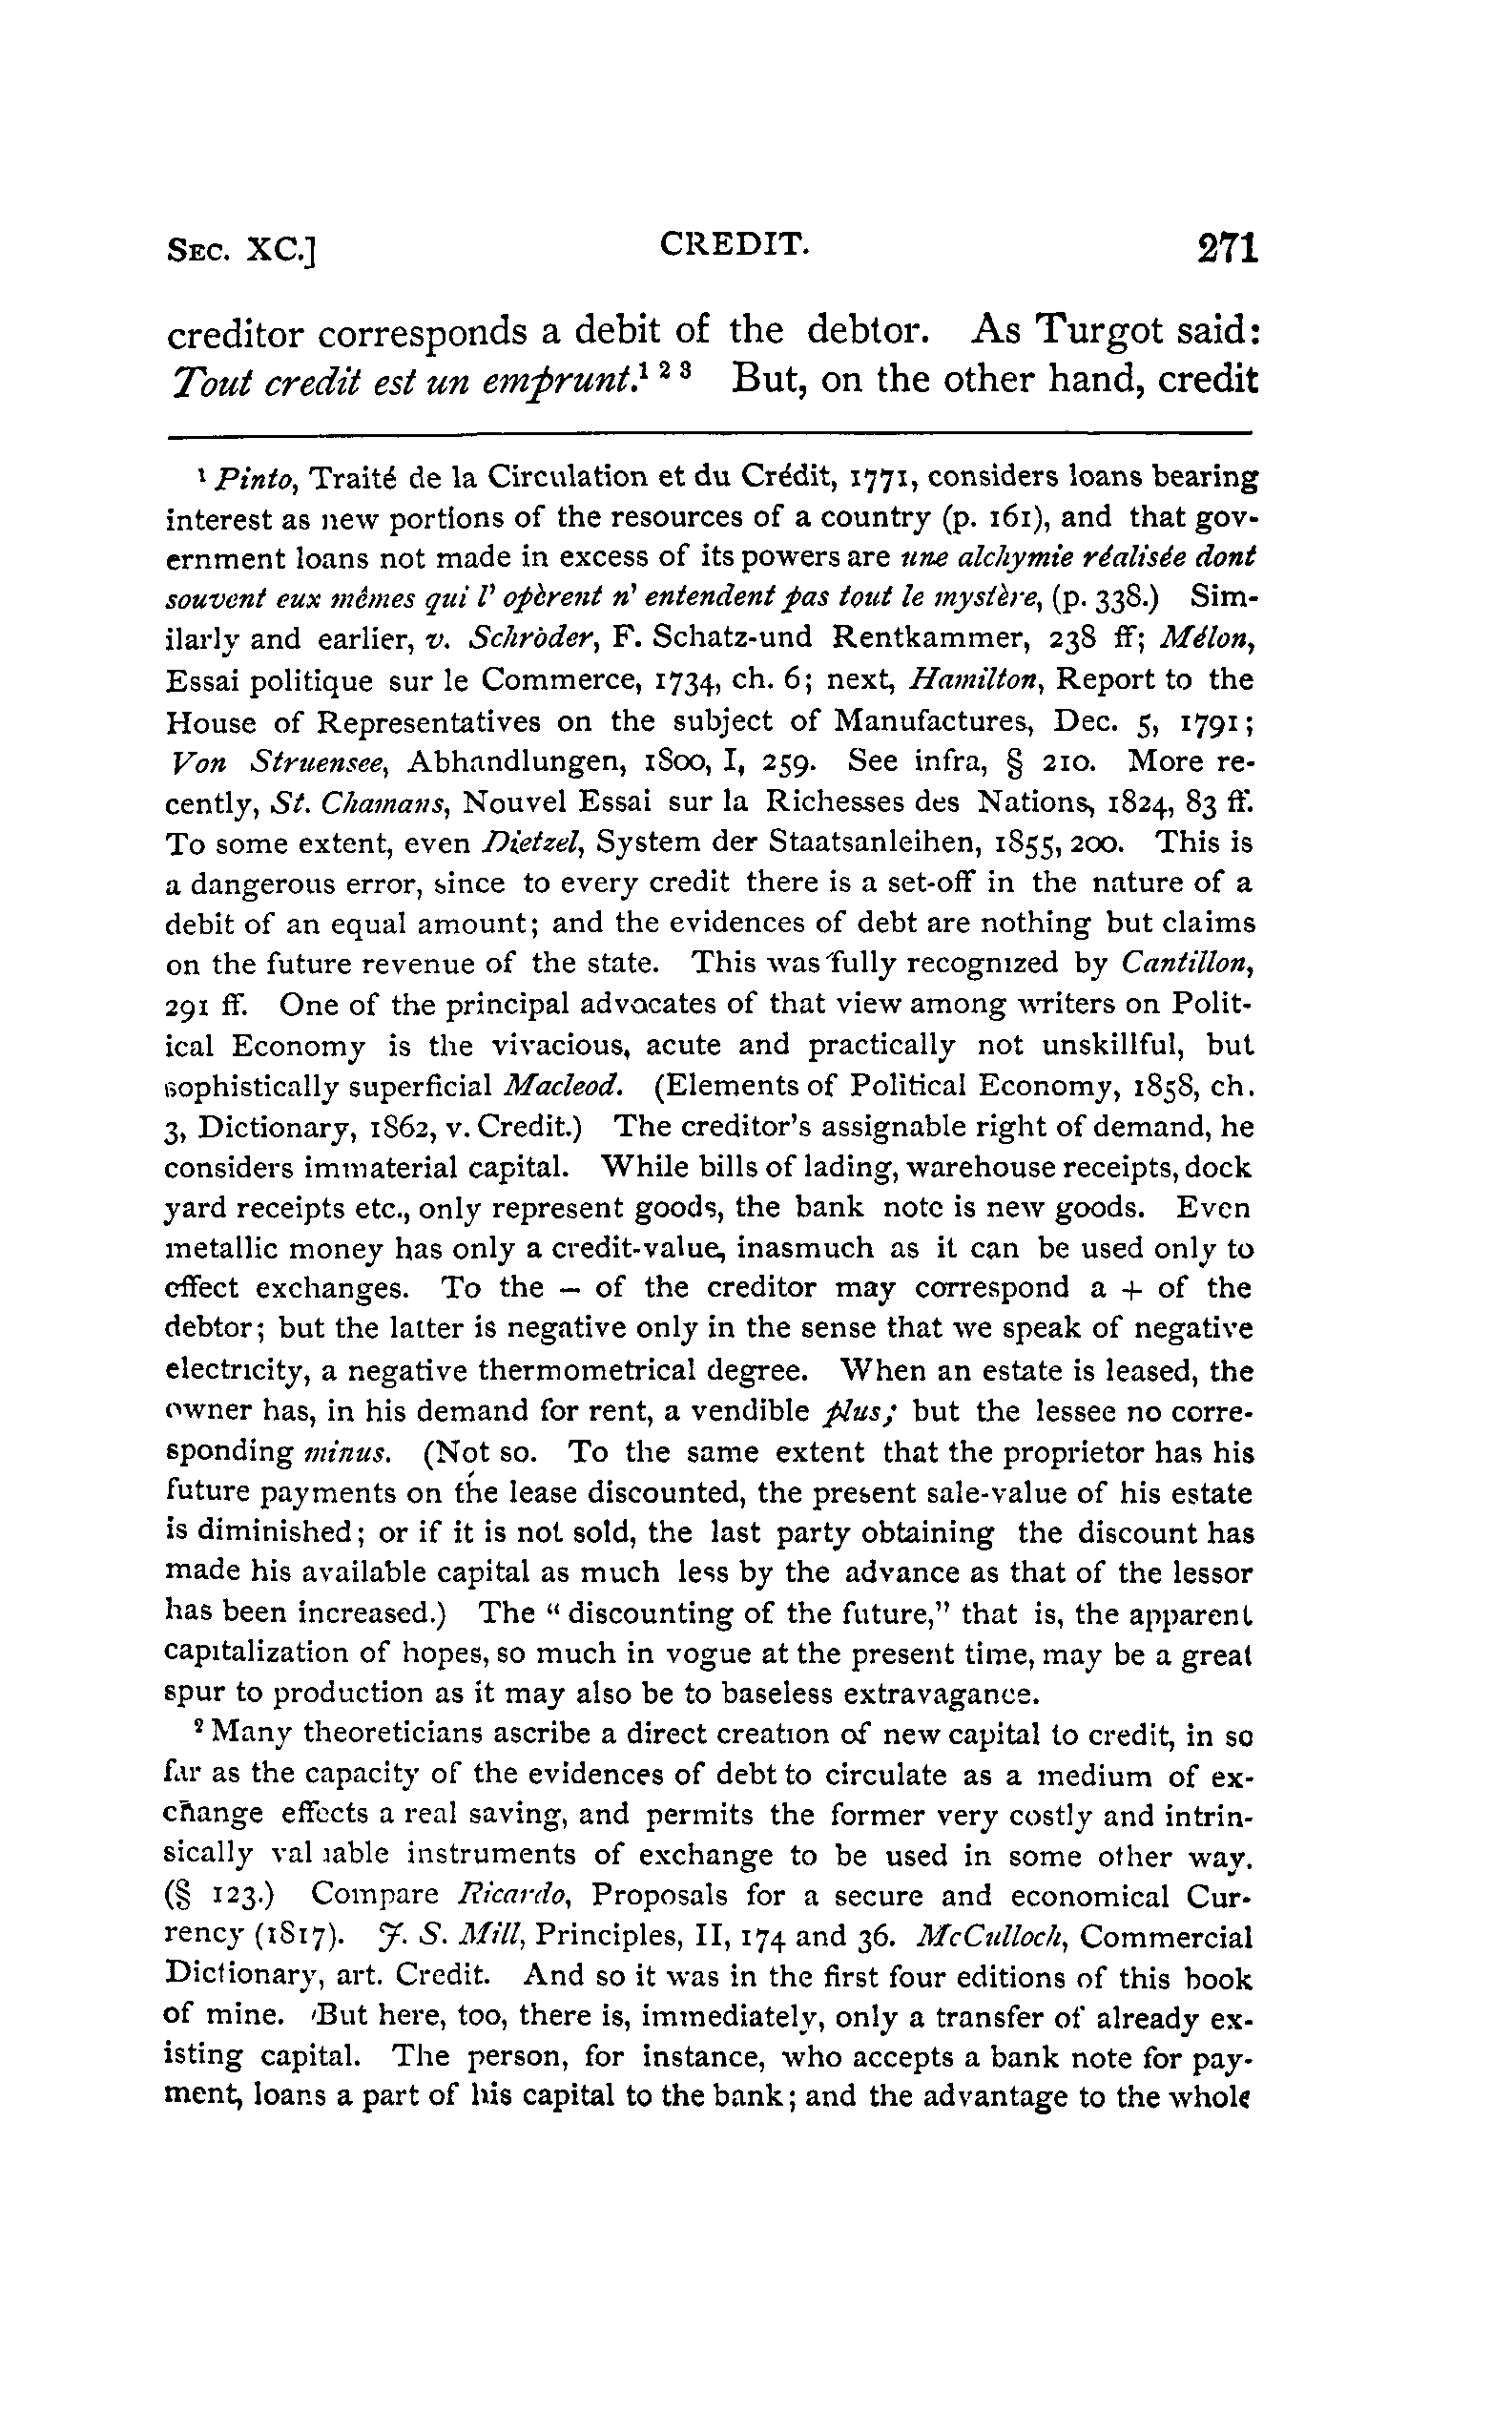 SEC. XC.] CREDIT. 271
creditor corresponds a debit of the debtor. As Turgot said:
Tout credit est un emprunt.¹ ² ³ But, on the other hand, credit
¹ Pinto, Traité de la Circulation et du Crédit, 1771, considers loans bearing
interest as new portions of the resources of a country (p. 161), and that gov-
ernment loans not made in excess of its powers are une alchymie réalisée dont
souvent eux mêmes qui l' opèrent n' entendent pas tout le mystère, (p. 338.) Sim-
ilarly and earlier, v. Schröder, F. Schatz-und Rentkammer, 238 ff; Mélon,
Essai politique sur le Commerce, 1734, ch. 6; next, Hamilton, Report to the
House of Representatives on the subject of Manufactures, Dec. 5, 1791;
Von Struensee, Abhandlungen, 1800, I, 259. See infra, § 210. More re-
cently, St. Chamans, Nouvel Essai sur la Richesses des Nations, 1824, 83 ff.
To some extent, even Dietzel, System der Staatsanleihen, 1855, 200. This is
a dangerous error, since to every credit there is a set-off in the nature of a
debit of an equal amount; and the evidences of debt are nothing but claims
on the future revenue of the state. This was fully recognized by Cantillon,
291 ff. One of the principal advocates of that view among writers on Polit-
ical Economy is the vivacious, acute and practically not unskillful, but
sophistically superficial Macleod. (Elements of Political Economy, 1858, ch.
3, Dictionary, 1862, v. Credit.) The creditor's assignable right of demand, he
considers immaterial capital. While bills of lading, warehouse receipts, dock
yard receipts etc., only represent goods, the bank note is new goods. Even
metallic money has only a credit-value, inasmuch as it can be used only to
effect exchanges. To the — of the creditor may correspond a + of the
debtor; but the latter is negative only in the sense that we speak of negative
electricity, a negative thermometrical degree. When an estate is leased, the
owner has, in his demand for rent, a vendible plus; but the lessee no corre-
sponding minus. (Not so. To the same extent that the proprietor has his
future payments on the lease discounted, the present sale-value of his estate
is diminished; or if it is not sold, the last party obtaining the discount has
made his available capital as much less by the advance as that of the lessor
has been increased.) The “discounting of the future,” that is, the apparent
capitalization of hopes, so much in vogue at the present time, may be a great
spur to production as it may also be to baseless extravagance.
² Many theoreticians ascribe a direct creation of new capital to credit, in so
far as the capacity of the evidences of debt to circulate as a medium of ex-
change effects a real saving, and permits the former very costly and intrin-
sically valuable instruments of exchange to be used in some other way.
(§ 123.) Compare Ricardo, Proposals for a secure and economical Cur-
rency (1817). J. S. Mill, Principles, II, 174 and 36. McCulloch, Commercial
Dictionary, art. Credit. And so it was in the first four editions of this book
of mine. But here, too, there is, immediately, only a transfer of already ex-
isting capital. The person, for instance, who accepts a bank note for pay-
ment, loans a part of his capital to the bank; and the advantage to the whole